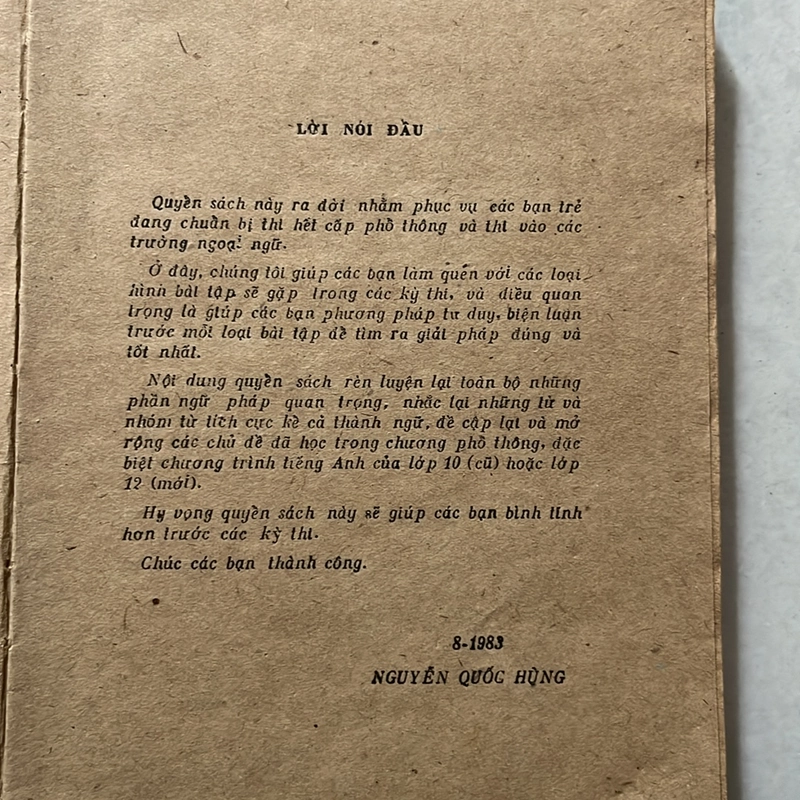 LỜI NÓI ĐẦU
Quyền sách này ra đời nhằm phục vụ các bạn trẻ
đang chuẩn bị thi hết cấp phổ thông và thi vào các
trường ngoại ngữ.
Ở đây, chúng tôi giúp các bạn làm quen với các loại
hình bài tập sẽ gặp trong các kỳ thi, và điều quan
trọng là giúp các bạn phương pháp tư duy, biện luận
trước mỗi loại bài tập để tìm ra giải pháp đúng và
tốt nhất.
Nội dung quyền sách rèn luyện lại toàn bộ những
phần ngữ pháp quan trọng, nhắc lại những từ và
nhóm từ tích cực kể cả thành ngữ, đề cập lại và mở
rộng các chủ đề đã học trong chương phổ thông, đặc
biệt chương trình tiếng Anh của lớp 10 (cũ) hoặc lớp
12 (mới).
Hy vọng quyền sách này sẽ giúp các bạn bình tĩnh
hơn trước các kỳ thi.
Chúc các bạn thành công.
8-1983
NGUYỄN QUỐC HÙNG